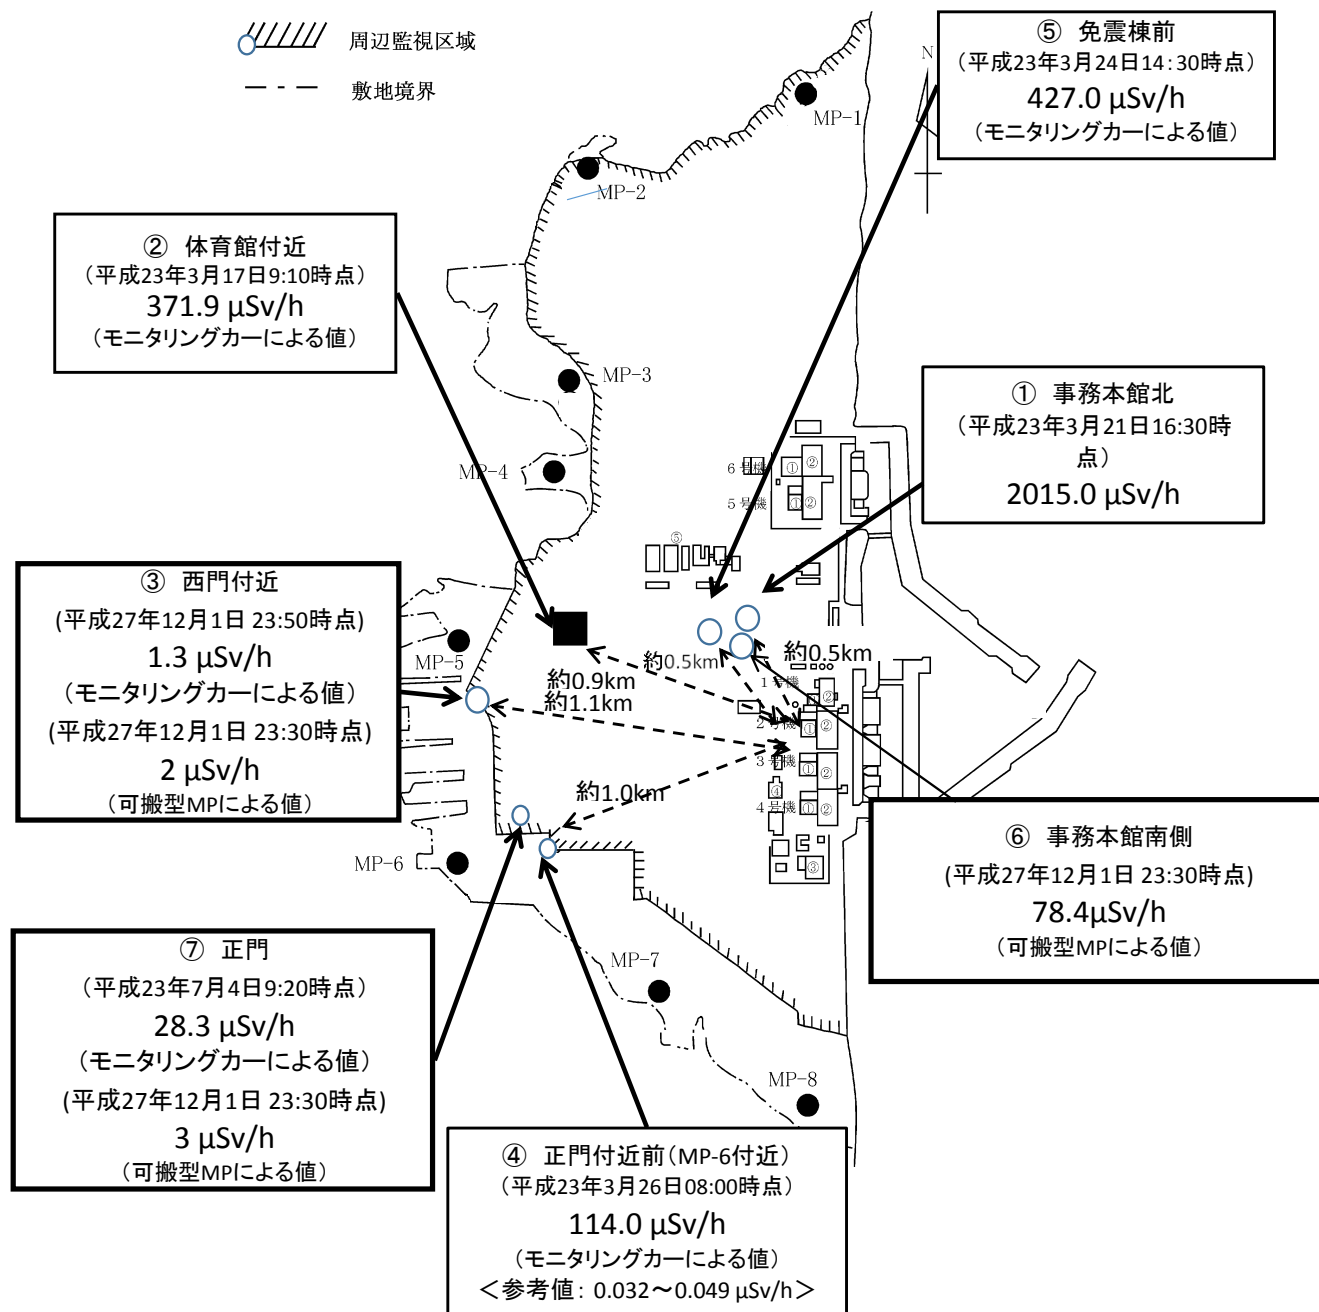 周辺監視区域
敷地境界
⑤ 免震棟前
（平成23年3月24日14：30時点）
427.0 μSv/h
（モニタリングカーによる値）
N
MP-1
MP-2
② 体育館付近
（平成23年3月17日9:10時点）
371.9 μSv/h
（モニタリングカーによる値）
MP-3
① 事務本館北
（平成23年3月21日16:30時
点）
2015.0 μSv/h
MP-4
6号機
①
②
5号機
①
②
⑤
③ 西門付近
(平成27年12月1日 23:50時点)
1.3 μSv/h
（モニタリングカーによる値）
(平成27年12月1日 23:30時点)
2 μSv/h
（可搬型MPによる値）
MP-5
約0.9km
約1.1km
約0.5km
約0.5km
1号機
②
2号機
①
②
3号機
①
②
④
4号機
①
②
③
約1.0km
MP-6
⑥ 事務本館南側
(平成27年12月1日 23:30時点)
78.4μSv/h
（可搬型MPによる値）
⑦ 正門
（平成23年7月4日9:20時点）
28.3 μSv/h
（モニタリングカーによる値）
(平成27年12月1日 23:30時点)
3 μSv/h
（可搬型MPによる値）
MP-7
MP-8
④ 正門付近前（MP-6付近）
（平成23年3月26日08:00時点）
114.0 μSv/h
（モニタリングカーによる値）
＜参考値：0.032～0.049 μSv/h＞